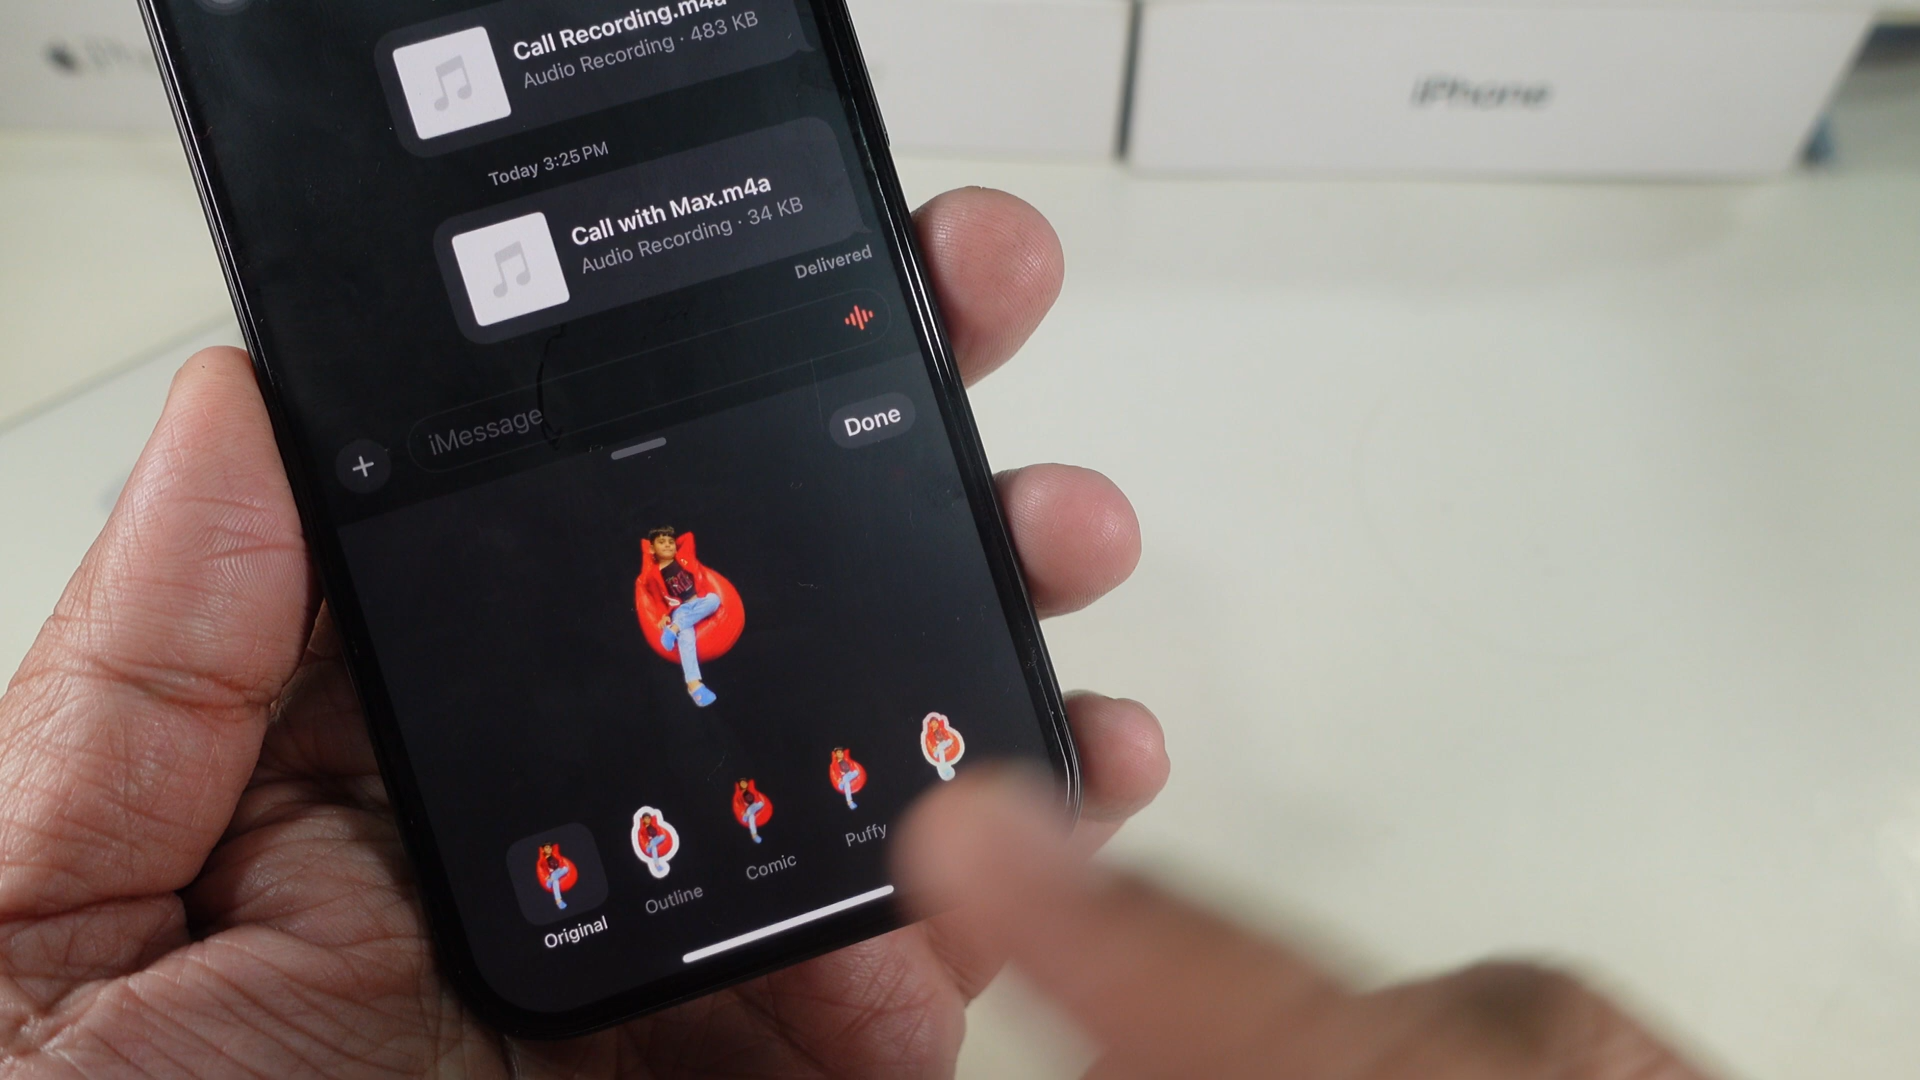 Call Recording.m4a
Audio Recording · 483 KB
iPhone
Today 3:25 PM
Call with Max.m4a
Audio Recording · 34 KB
Delivered
iMessage
Done
Original
Outline
Comic
Puffy